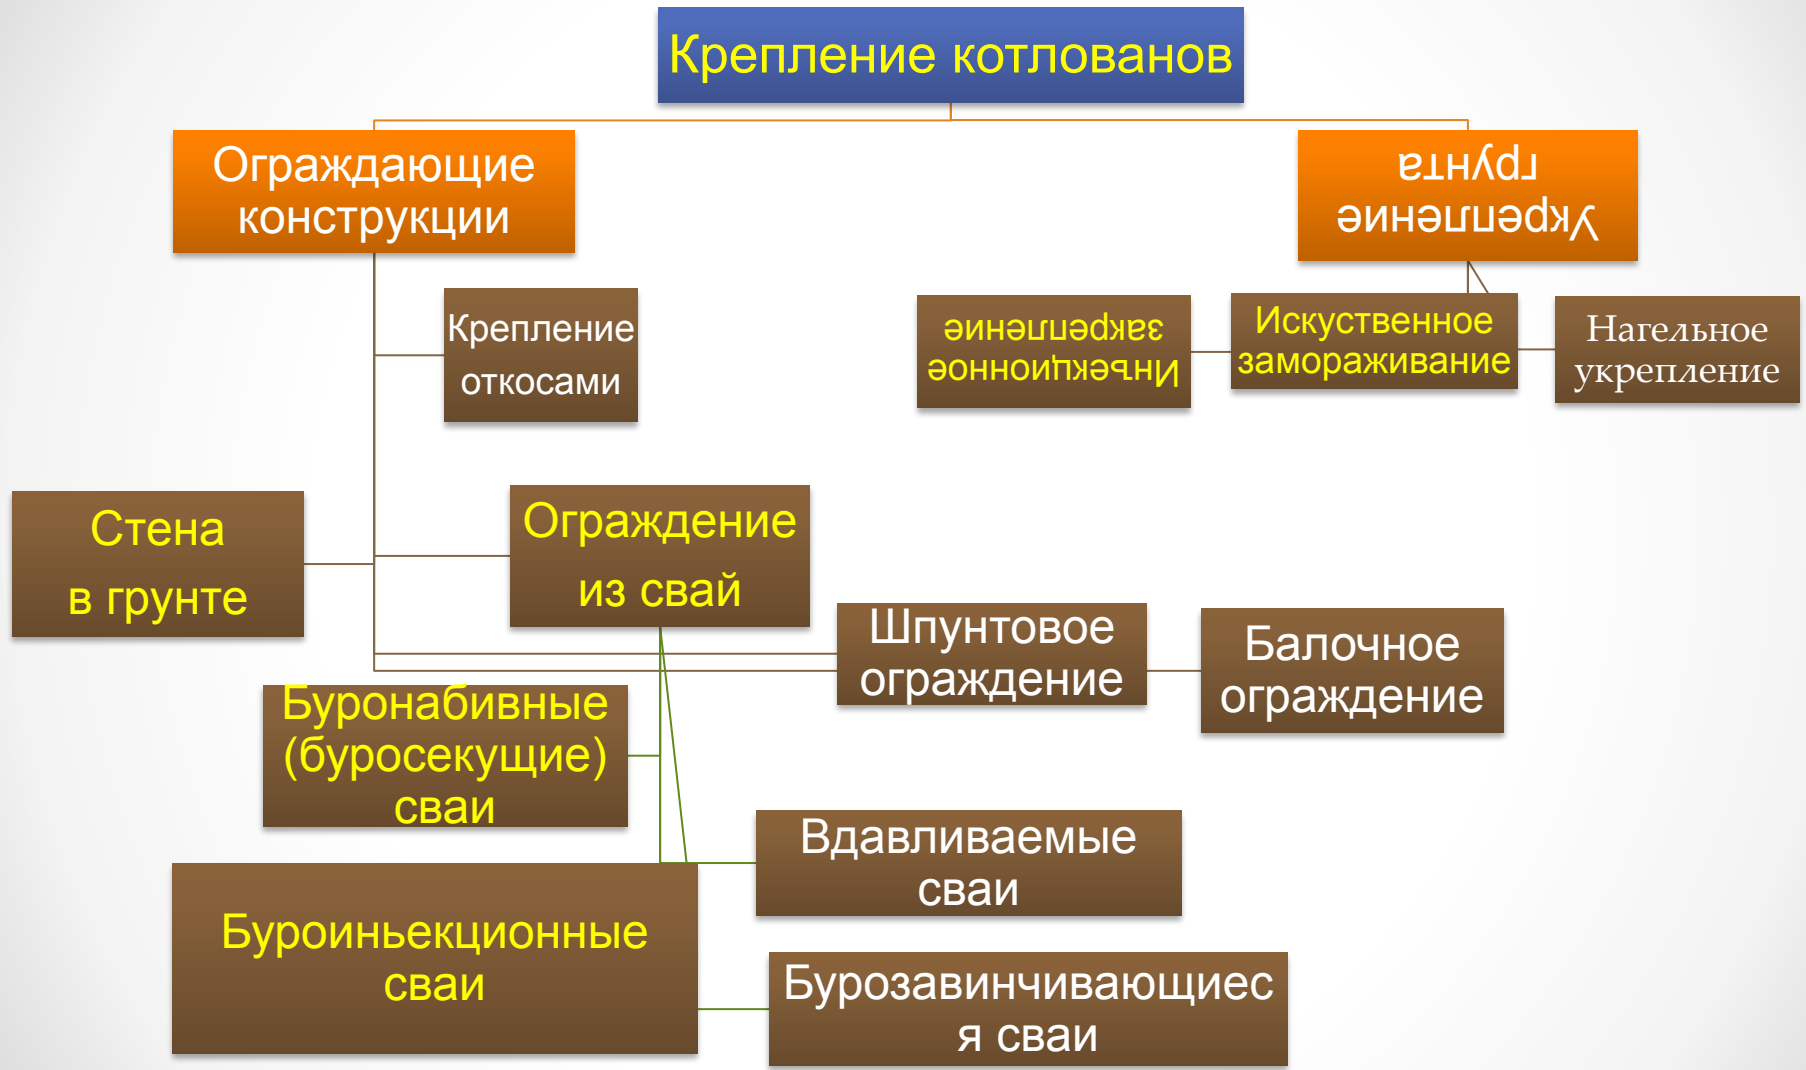 Крепление котлованов
Ограждающие
конструкции
Укрепление
грунта
Крепление
откосами
Инъекционное
закрепление
Искуственное
замораживание
Нагельное
укрепление
Стена
в грунте
Ограждение
из свай
Шпунтовое
ограждение
Балочное
ограждение
Буронабивные
(буросекущие)
сваи
Вдавливаемые
сваи
Буроиньекционные
сваи
Бурозавинчивающиес
я сваи